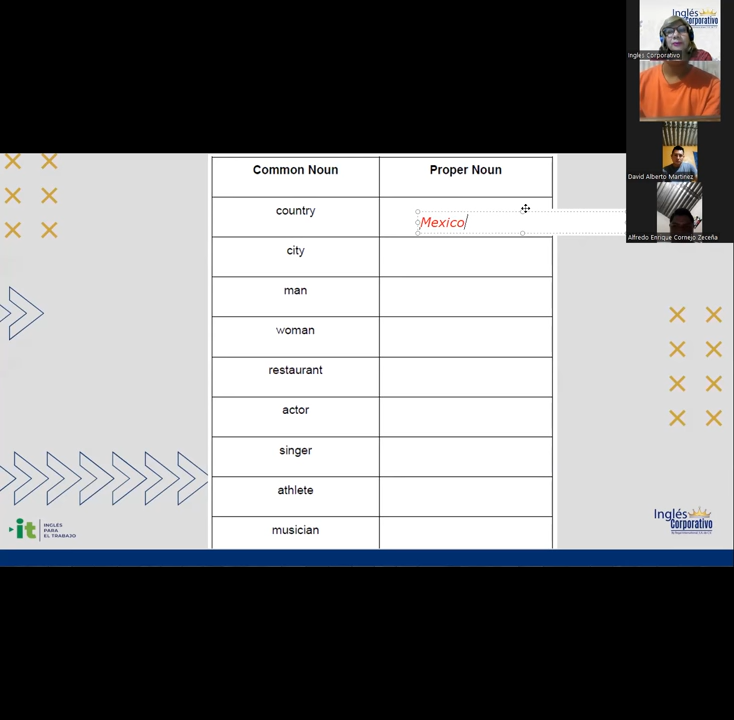 Inglés
Corporativo
Inglés Corporativo
David Alberto Martinez
Alfredo Enrique Cornejo Zeceña
Common Noun
Proper Noun
country
Mexico
city
man
woman
restaurant
actor
singer
athlete
musician
it
INGLÉS
PARA
EL TRABAJO
Inglés
Corporativo